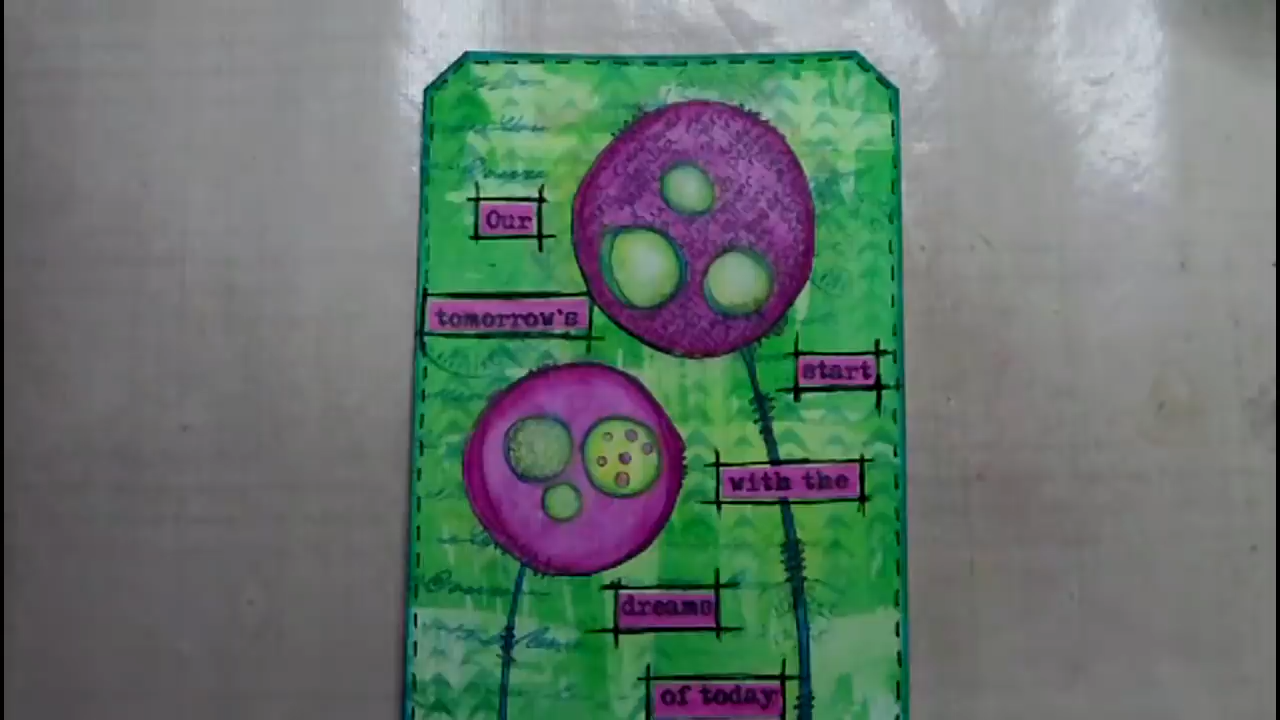 Our
tomorrow's
start
with the
dreams
of today